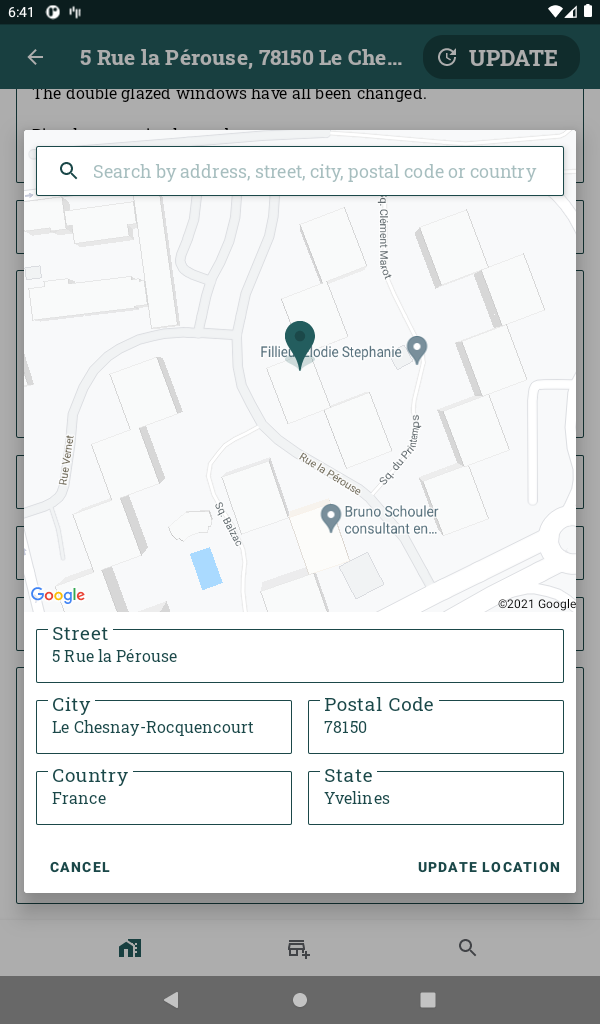 6:41
5 Rue la Pérouse, 78150 Le Che...
UPDATE
The double glazed windows have all been changed.
Search by address, street, city, postal code or country
Sq. Clément Marot
Elodie Stephanie
Rue Vernet
Sq. du Printemps
Rue la Pérouse
Sq. Balzac
Bruno Schouler
consultant en...
Google
©2021 Google
Street
5 Rue la Pérouse
City
Le Chesnay-Rocquencourt
Postal Code
78150
Country
France
State
Yvelines
CANCEL
UPDATE LOCATION